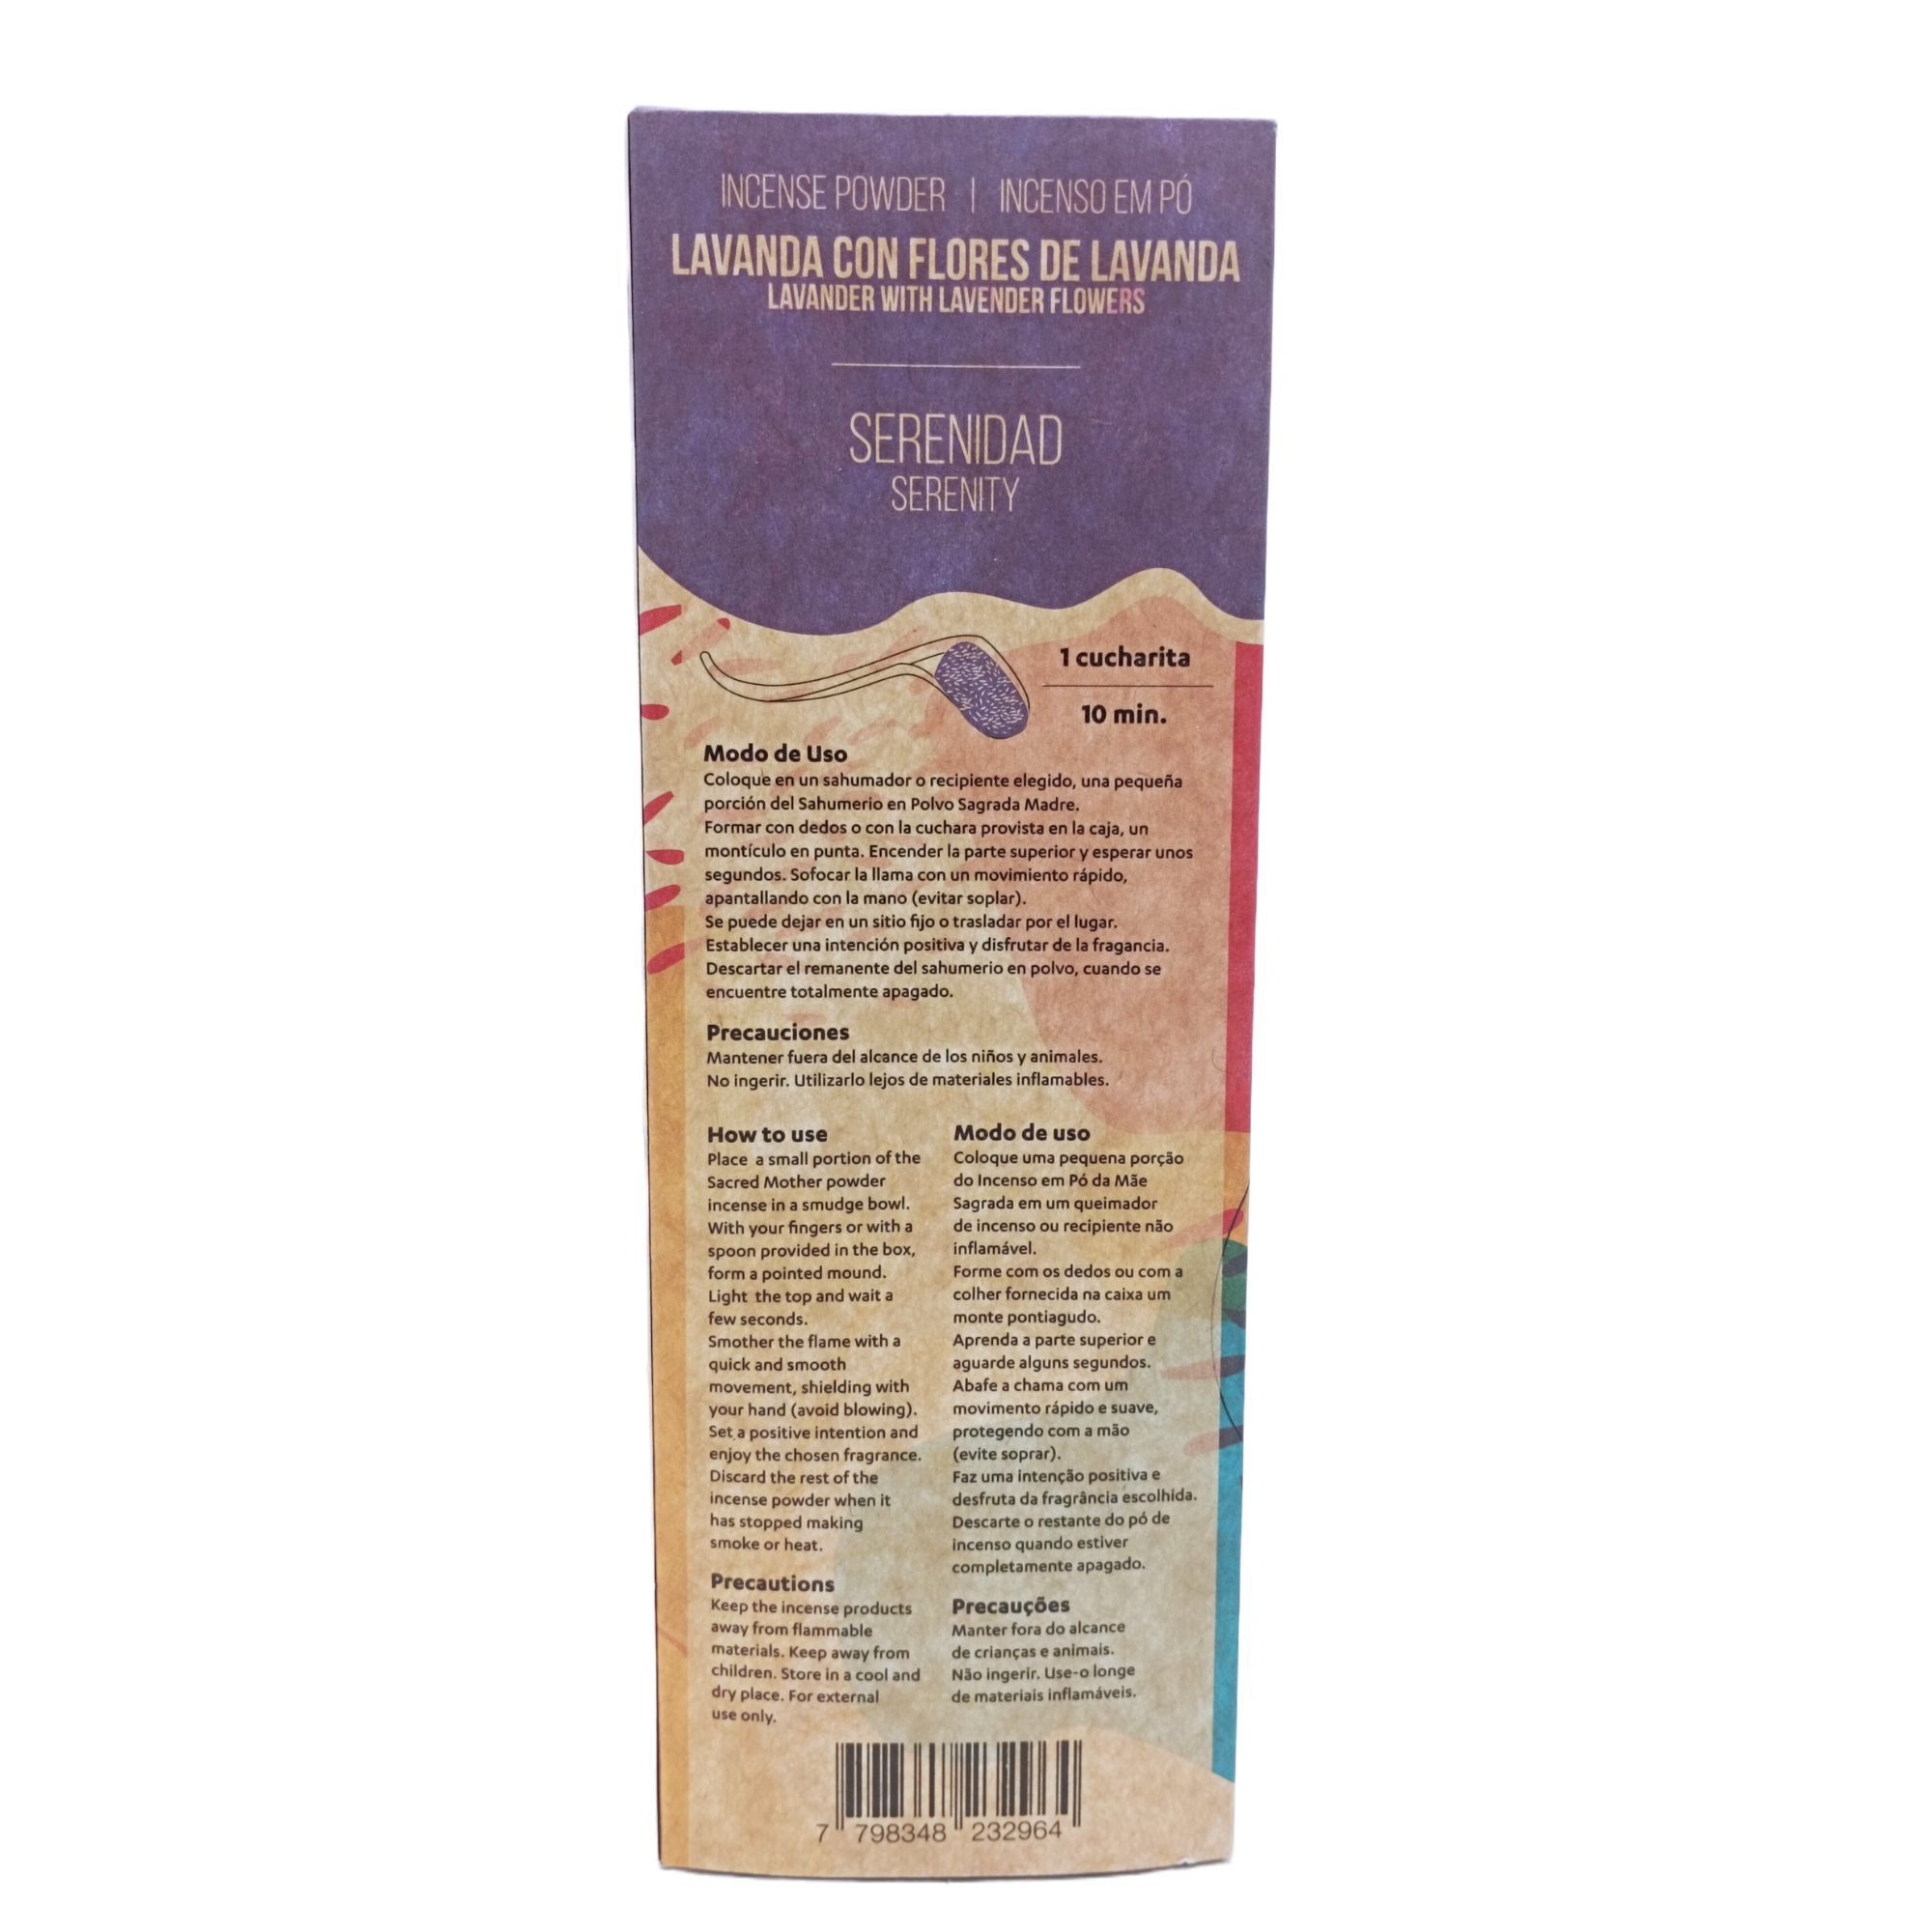 INCENSE POWDER | INCENSO EM PÓ
LAVANDA CON FLORES DE LAVANDA
LAVANDER WITH LAVENDER FLOWERS
SERENIDAD
SERENITY
1 cucharita
10 min.
Modo de Uso
Coloque en un sahumador o recipiente elegido, una pequeña
porción del Sahumerio en Polvo Sagrada Madre.
Formar con dedos o con la cuchara provista en la caja, un
montículo en punta. Encender la parte superior y esperar unos
segundos. Sofocar la llama con un movimiento rápido,
apantallando con la mano (evitar soplar).
Se puede dejar en un sitio fijo o trasladar por el lugar.
Establecer una intención positiva y disfrutar de la fragancia.
Descartar el remanente del sahumerio en polvo, cuando se
encuentre totalmente apagado.
Precauciones
Mantener fuera del alcance de los niños y animales.
No ingerir. Utilizarlo lejos de materiales inflamables.
How to use
Place a small portion of the
Sacred Mother powder
incense in a smudge bowl.
With your fingers or with a
spoon provided in the box,
form a pointed mound.
Light the top and wait a
few seconds.
Smother the flame with a
quick and smooth
movement, shielding with
your hand (avoid blowing).
Set a positive intention and
enjoy the chosen fragrance.
Discard the rest of the
incense powder when it
has stopped making
smoke or heat.
Precautions
Keep the incense products
away from flammable
materials. Keep away from
children. Store in a cool and
dry place. For external
use only.
Modo de uso
Coloque uma pequena porção
do Incenso em Pó da Mãe
Sagrada em um queimador
de incenso ou recipiente não
inflamável.
Forme com os dedos ou com a
colher fornecida na caixa um
monte pontiagudo.
Aprenda a parte superior e
aguarde alguns segundos.
Abafe a chama com um
movimento rápido e suave,
protegendo com a mão
(evite soprar).
Faz uma intenção positiva e
desfruta da fragrância escolhida.
Descarte o restante do pó de
incenso quando estiver
completamente apagado.
Precauções
Manter fora do alcance
de crianças e animais.
Não ingerir. Use-o longe
de materiais inflamáveis.
7 798348 232964